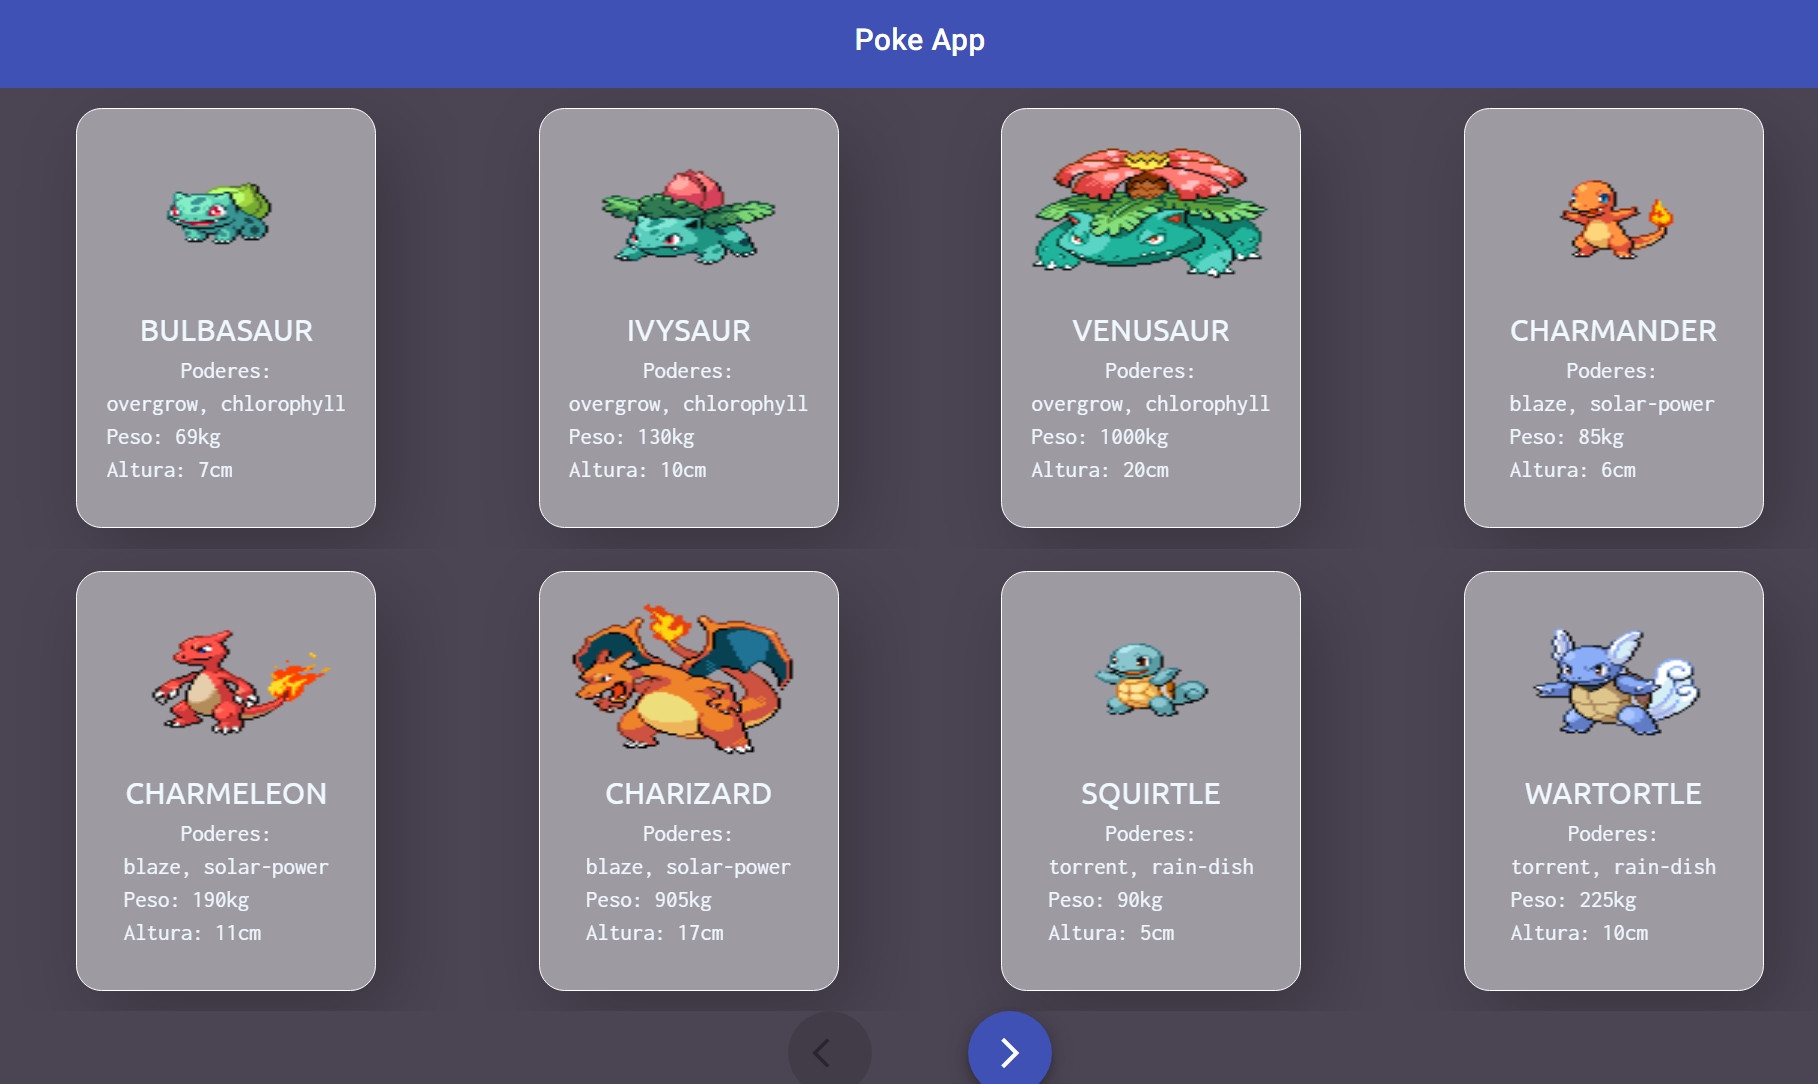 Poke App
BULBASAUR
Poderes:
overgrow, chlorophyll
Peso: 69kg
Altura: 7cm
IVYSAUR
Poderes:
overgrow, chlorophyll
Peso: 130kg
Altura: 10cm
VENUSAUR
Poderes:
overgrow, chlorophyll
Peso: 1000kg
Altura: 20cm
CHARMANDER
Poderes:
blaze, solar-power
Peso: 85kg
Altura: 6cm
CHARMELEON
Poderes:
blaze, solar-power
Peso: 190kg
Altura: 11cm
CHARIZARD
Poderes:
blaze, solar-power
Peso: 905kg
Altura: 17cm
SQUIRTLE
Poderes:
torrent, rain-dish
Peso: 90kg
Altura: 5cm
WARTORTLE
Poderes:
torrent, rain-dish
Peso: 225kg
Altura: 10cm